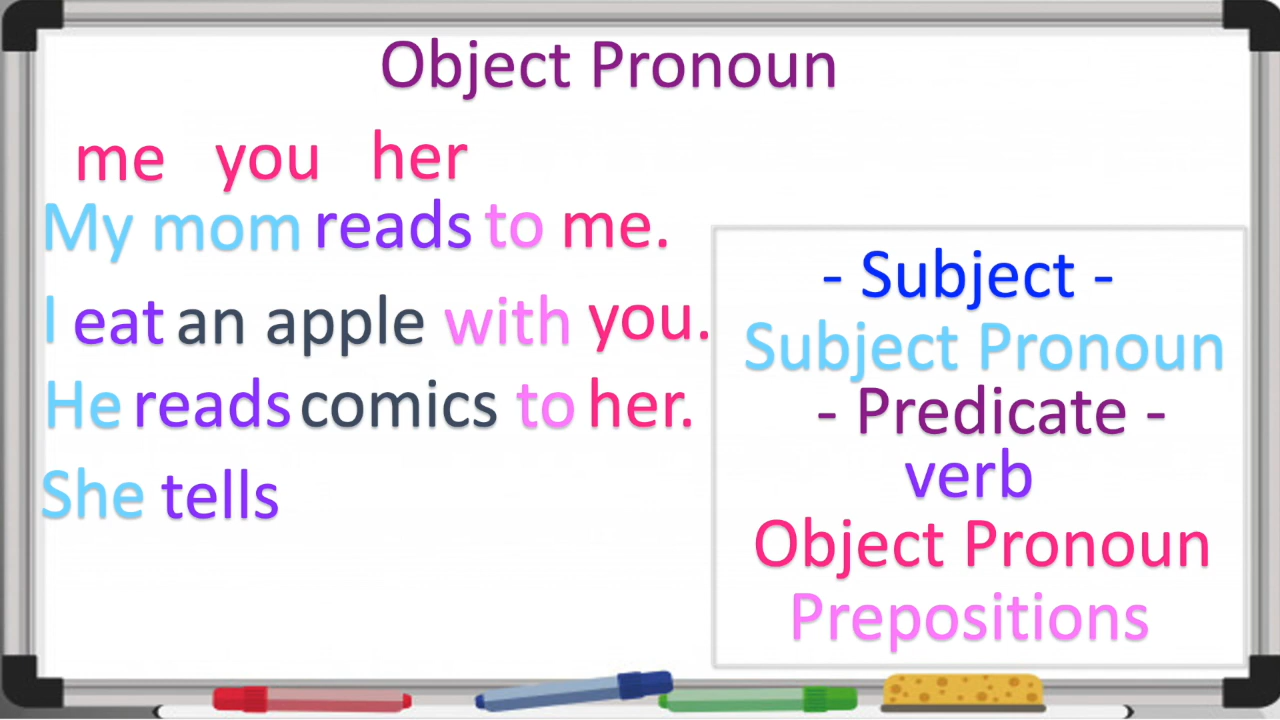 Object Pronoun
me you her
My mom reads to me.
I eat an apple with you.
He reads comics to her.
She tells
- Subject -
Subject Pronoun
- Predicate -
verb
Object Pronoun
Prepositions